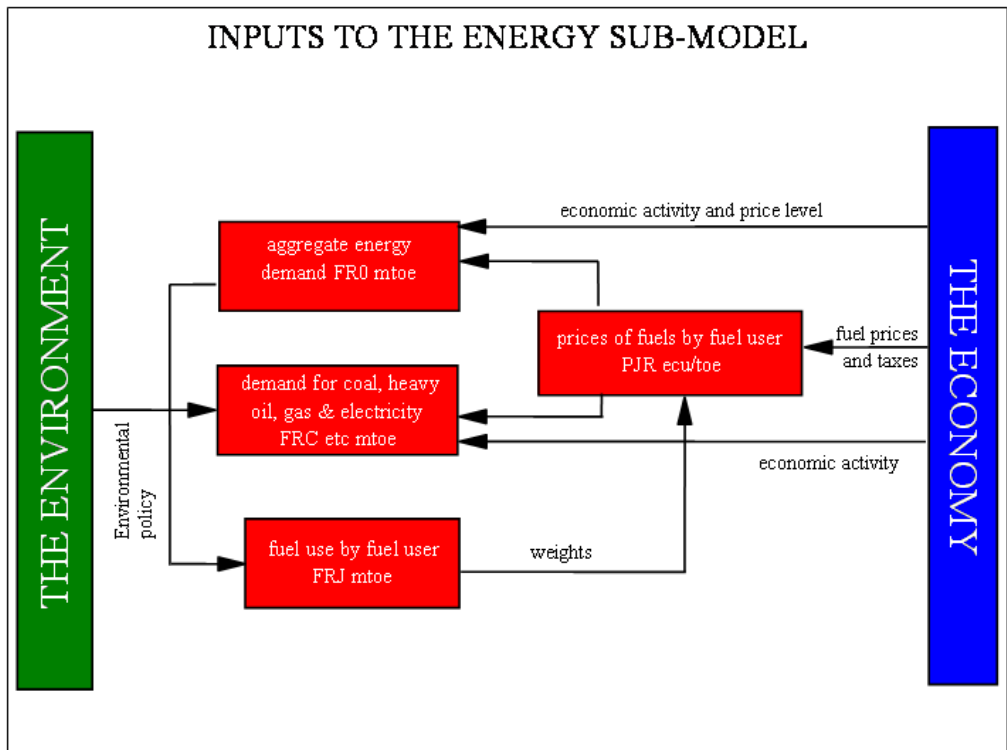 INPUTS TO THE ENERGY SUB-MODEL
THE ENVIRONMENT
economic activity and price level
aggregate energy
demand FR0 mtoe
prices of fuels by fuel user
PJR ecu/toe
fuel prices
and taxes
demand for coal, heavy
oil, gas & electricity
FRC etc mtoe
economic activity
Environmental
policy
fuel use by fuel user
FRJ mtoe
weights
THE ECONOMY